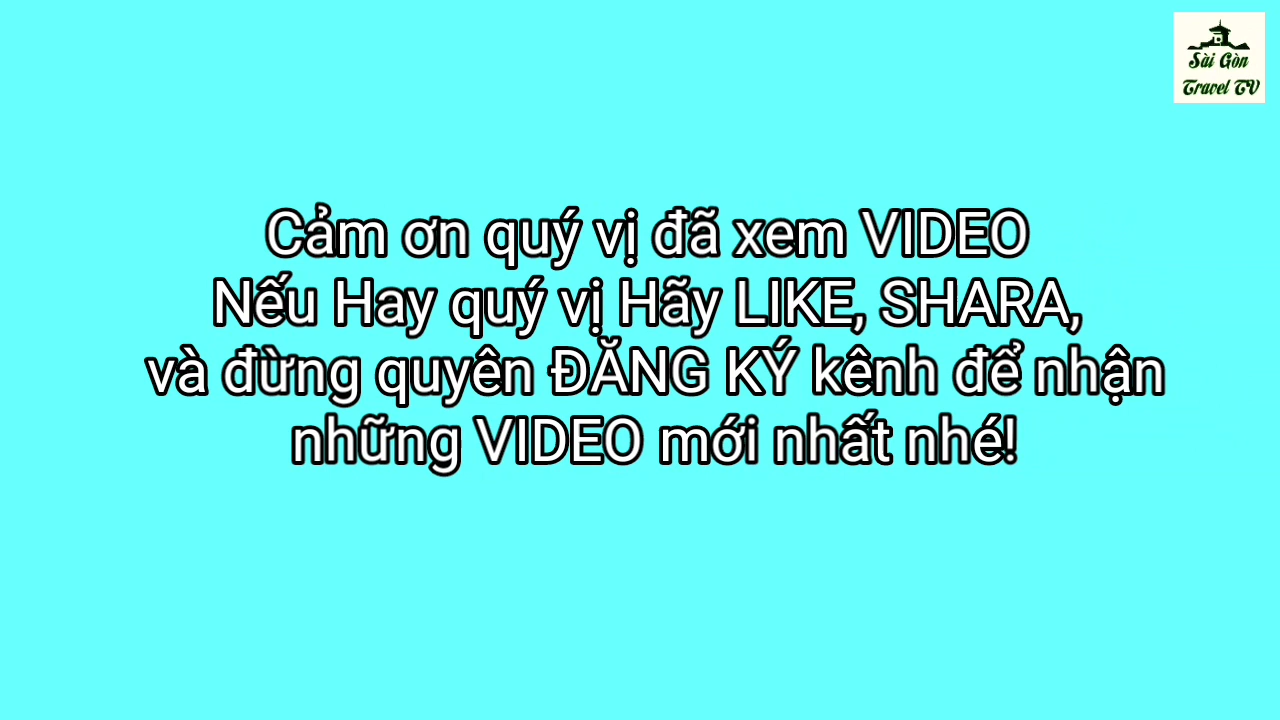 Sài Gòn
Travel TV
Cảm ơn quý vị đã xem VIDEO
Nếu Hay quý vị Hãy LIKE, SHARA,
và đừng quyên ĐĂNG KÝ kênh để nhận
những VIDEO mới nhất nhé!